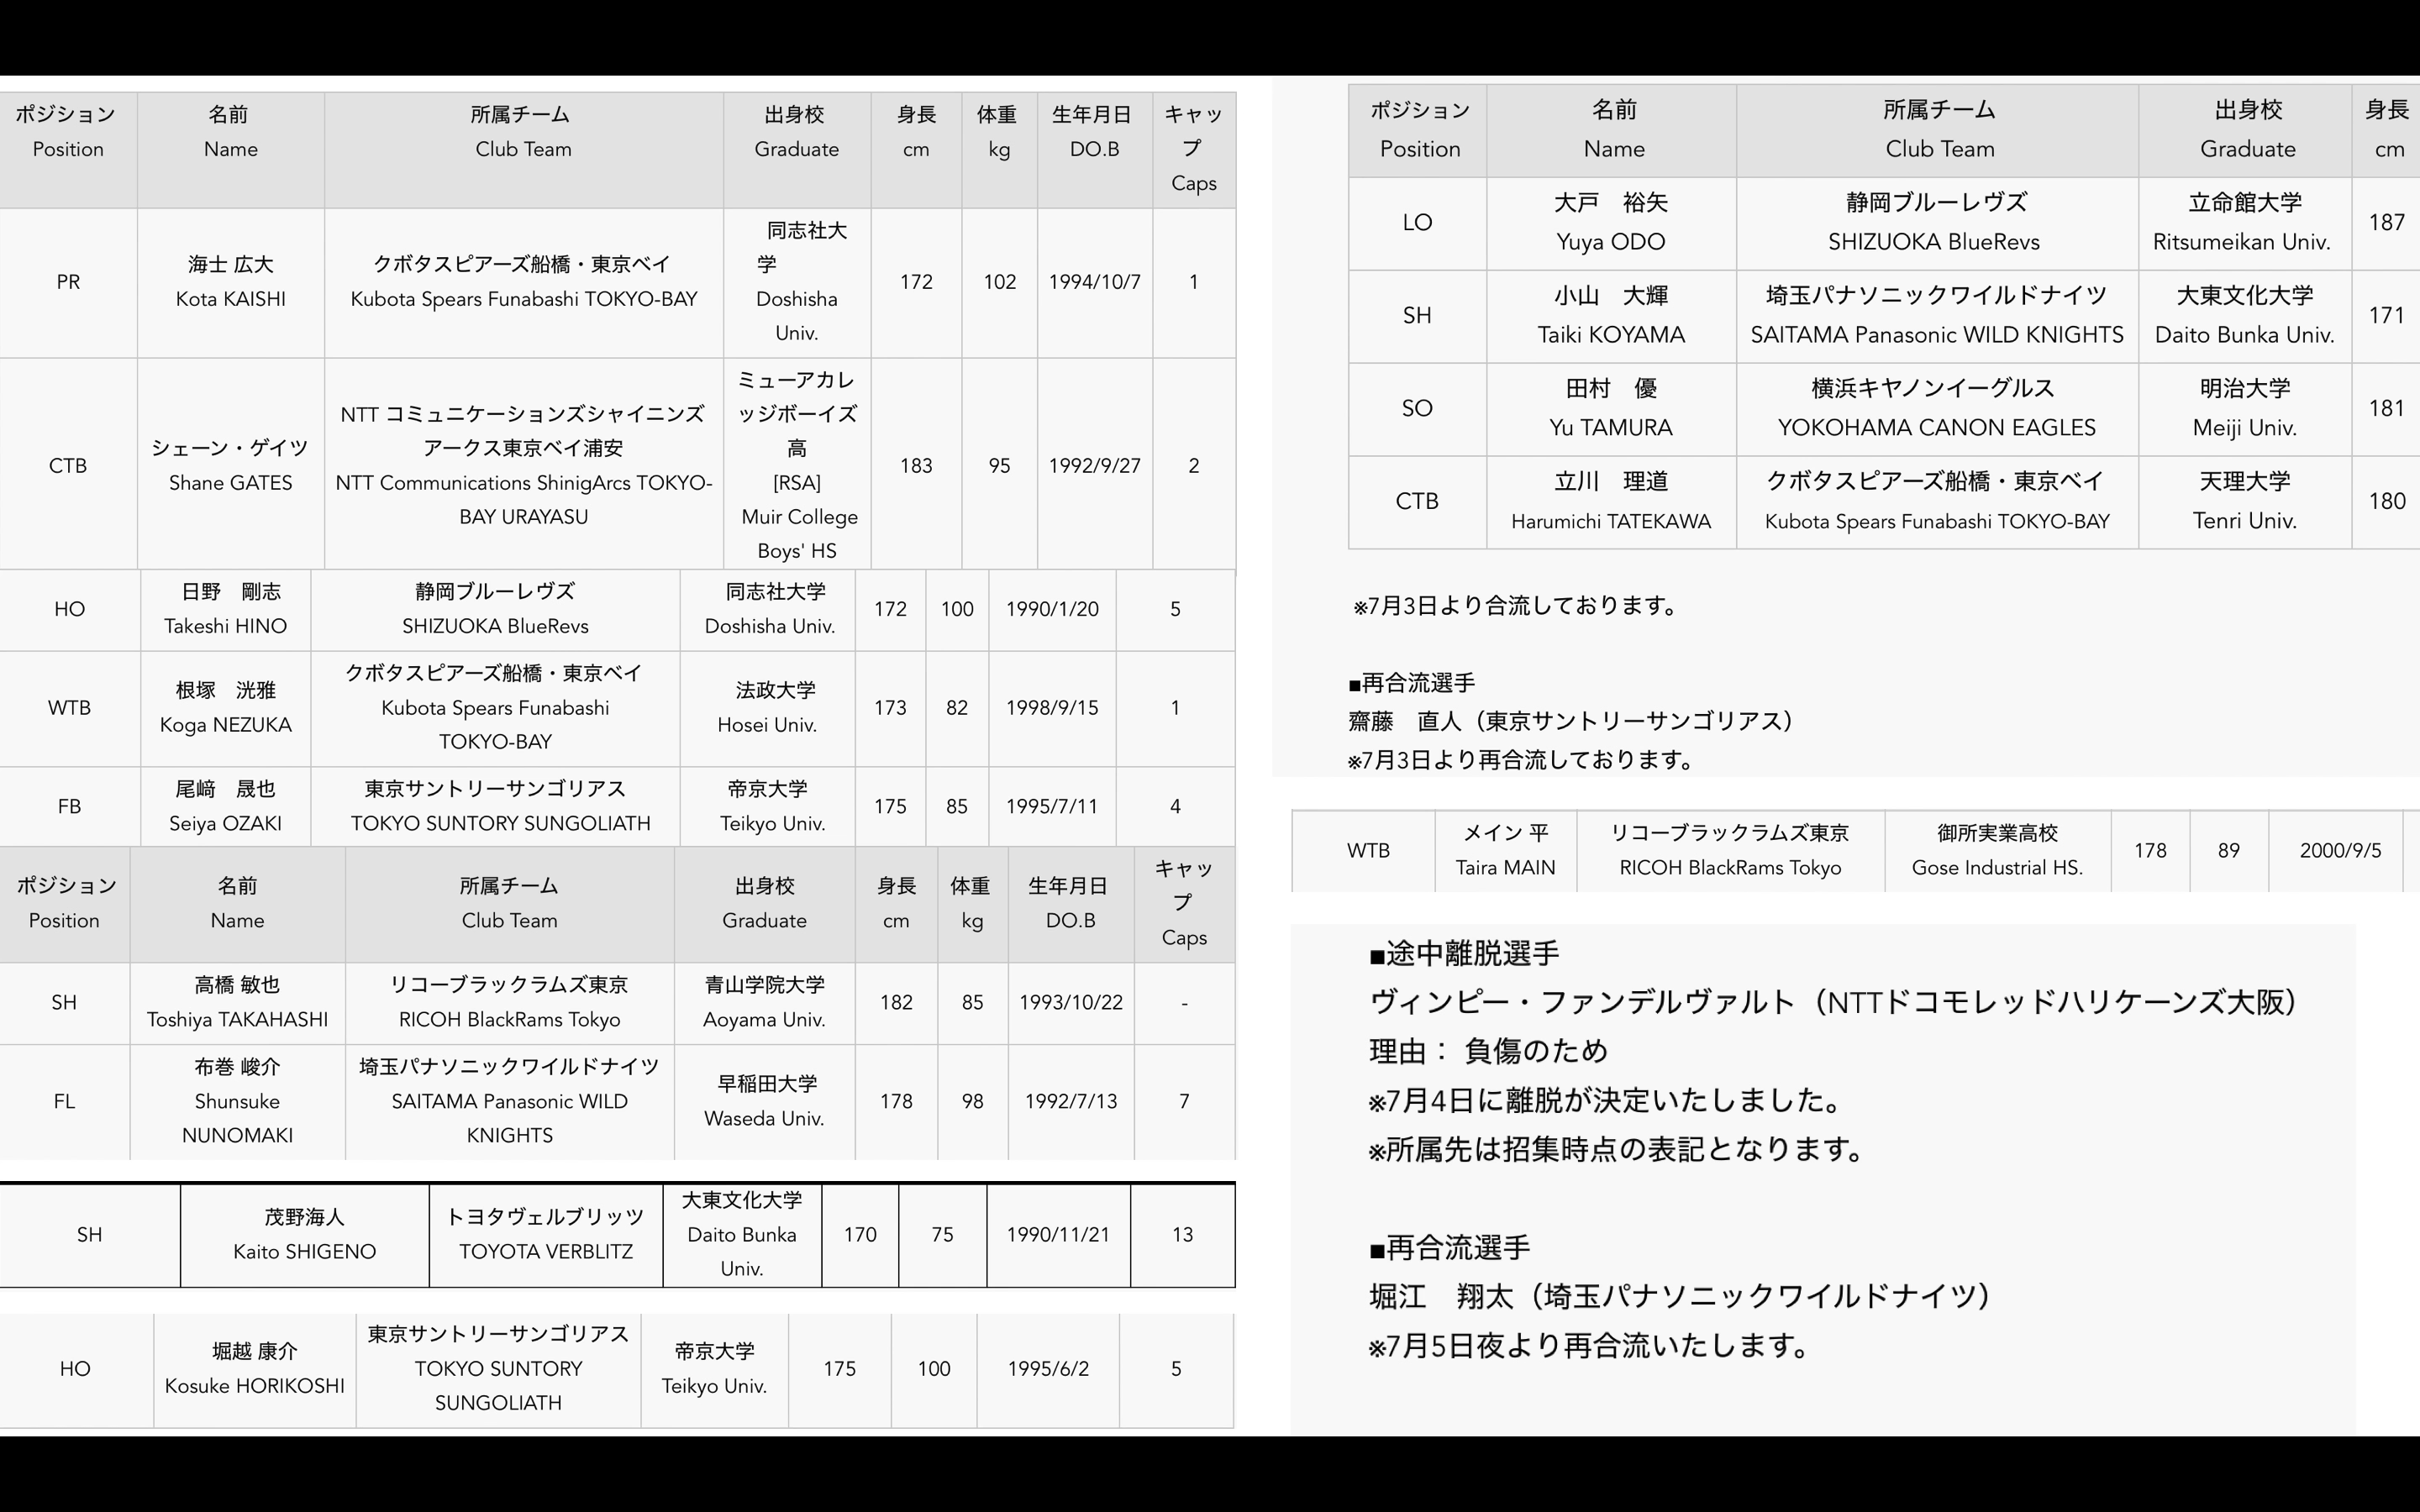 ポジション
Position
名前
Name
所属チーム
Club Team
出身校
Graduate
身長
cm
体重
kg
生年月日
DO.B
キャッ
プ
Caps
PR
海士 広大
Kota KAISHI
クボタスピアーズ船橋・東京ベイ
Kubota Spears Funabashi TOKYO-BAY
同志社大
学
Doshisha
Univ.
172
102
1994/10/7
1
CTB
シェーン・ゲイツ
Shane GATES
NTT コミュニケーションズシャイニンズ
アークス東京ベイ浦安
NTT Communications ShinigArcs TOKYO-
BAY URAYASU
ミューアカレ
ッジボーイズ
高
[RSA]
Muir College
Boys' HS
183
95
1992/9/27
2
HO
日野　剛志
Takeshi HINO
静岡ブルーレヴズ
SHIZUOKA BlueRevs
同志社大学
Doshisha Univ.
172
100
1990/1/20
5
WTB
根塚　洸雅
Koga NEZUKA
クボタスピアーズ船橋・東京ベイ
Kubota Spears Funabashi
TOKYO-BAY
法政大学
Hosei Univ.
173
82
1998/9/15
1
FB
尾﨑　晟也
Seiya OZAKI
東京サントリーサンゴリアス
TOKYO SUNTORY SUNGOLIATH
帝京大学
Teikyo Univ.
175
85
1995/7/11
4
ポジション
Position
名前
Name
所属チーム
Club Team
出身校
Graduate
身長
cm
体重
kg
生年月日
DO.B
キャッ
プ
Caps
SH
高橋 敏也
Toshiya TAKAHASHI
リコーブラックラムズ東京
RICOH BlackRams Tokyo
青山学院大学
Aoyama Univ.
182
85
1993/10/22
-
FL
布巻 峻介
Shunsuke
NUNOMAKI
埼玉パナソニックワイルドナイツ
SAITAMA Panasonic WILD
KNIGHTS
早稲田大学
Waseda Univ.
178
98
1992/7/13
7
SH
茂野海人
Kaito SHIGENO
トヨタヴェルブリッツ
TOYOTA VERBLITZ
大東文化大学
Daito Bunka
Univ.
170
75
1990/11/21
13
HO
堀越 康介
Kosuke HORIKOSHI
東京サントリーサンゴリアス
TOKYO SUNTORY
SUNGOLIATH
帝京大学
Teikyo Univ.
175
100
1995/6/2
5
ポジション
Position
名前
Name
所属チーム
Club Team
出身校
Graduate
身長
cm
LO
大戸　裕矢
Yuya ODO
静岡ブルーレヴズ
SHIZUOKA BlueRevs
立命館大学
Ritsumeikan Univ.
187
SH
小山　大輝
Taiki KOYAMA
埼玉パナソニックワイルドナイツ
SAITAMA Panasonic WILD KNIGHTS
大東文化大学
Daito Bunka Univ.
171
SO
田村　優
Yu TAMURA
横浜キヤノンイーグルス
YOKOHAMA CANON EAGLES
明治大学
Meiji Univ.
181
CTB
立川　理道
Harumichi TATEKAWA
クボタスピアーズ船橋・東京ベイ
Kubota Spears Funabashi TOKYO-BAY
天理大学
Tenri Univ.
180
※7月3日より合流しております。
■再合流選手
齋藤　直人（東京サントリーサンゴリアス）
※7月3日より再合流しております。
WTB
メイン 平
Taira MAIN
リコーブラックラムズ東京
RICOH BlackRams Tokyo
御所実業高校
Gose Industrial HS.
178
89
2000/9/5
■途中離脱選手
ヴィンピー・ファンデルヴァルト（NTTドコモレッドハリケーンズ大阪）
理由： 負傷のため
※7月4日に離脱が決定いたしました。
※所属先は招集時点の表記となります。
■再合流選手
堀江　翔太（埼玉パナソニックワイルドナイツ）
※7月5日夜より再合流いたします。